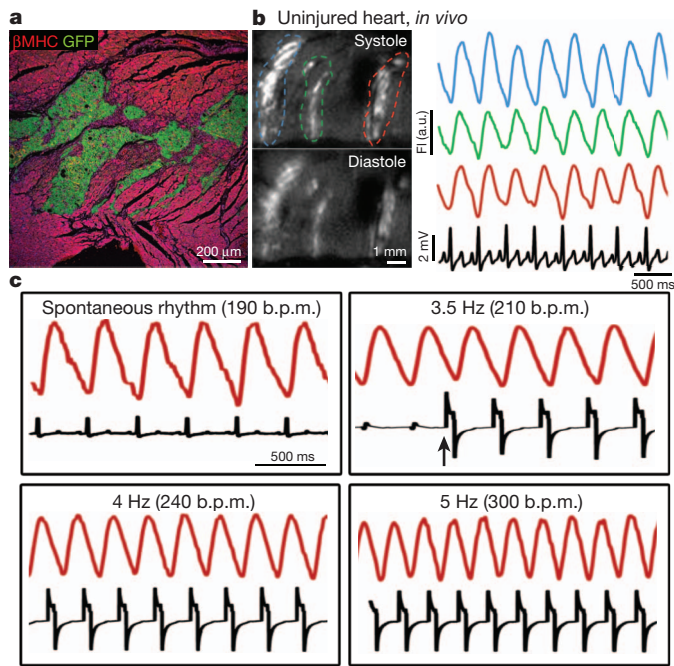 a
βMHC GFP
200 μm
b Uninjured heart, in vivo
Systole
Diastole
1 mm
FI (a.u.)
2 mV
500 ms
c
Spontaneous rhythm (190 b.p.m.)
500 ms
3.5 Hz (210 b.p.m.)
4 Hz (240 b.p.m.)
5 Hz (300 b.p.m.)